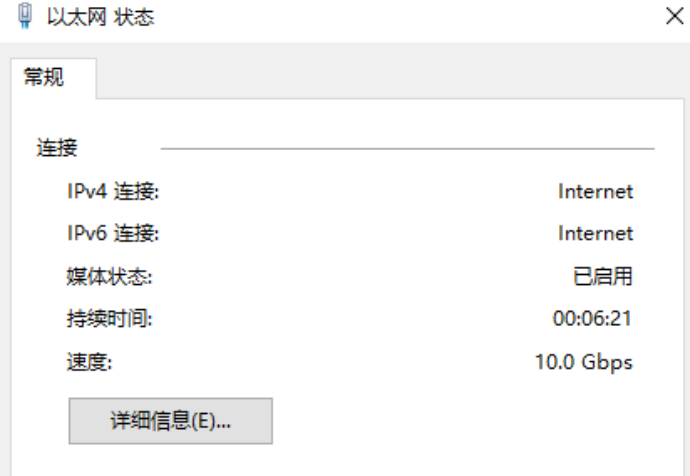 以太网 状态
常规
连接
IPv4 连接: Internet
IPv6 连接: Internet
媒体状态: 已启用
持续时间: 00:06:21
速度: 10.0 Gbps
详细信息(E)...